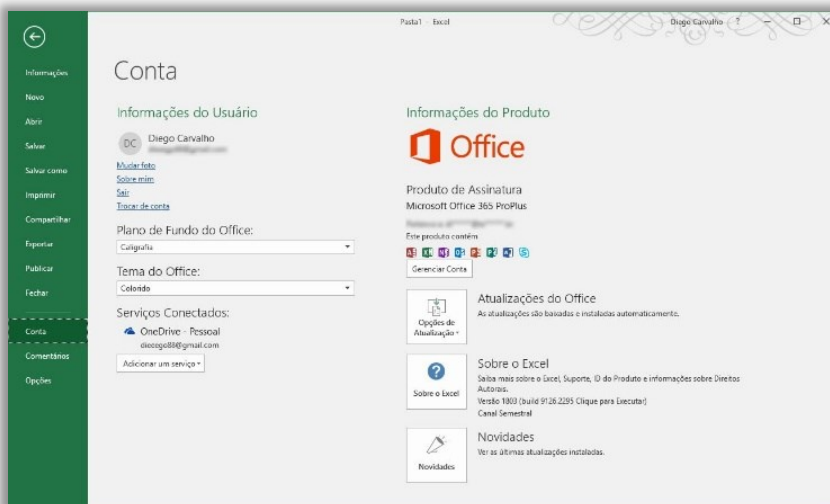 Pasta1 - Excel
Diego Carvalho
?
Informações
Novo
Abrir
Salvar
Salvar como
Imprimir
Compartilhar
Exportar
Publicar
Fechar
Conta
Comentários
Opções
Conta
Informações do Usuário
DC
Diego Carvalho
Mudar foto
Sobre mim
Sair
Trocar de conta
Plano de Fundo do Office:
Caligrafia
Tema do Office:
Colorido
Serviços Conectados:
OneDrive - Pessoal
diecego88@gmail.com
Adicionar um serviço
Informações do Produto
Office
Produto de Assinatura
Microsoft Office 365 ProPlus
Este produto contém
Gerenciar Conta
Opções de
Atualização
Atualizações do Office
As atualizações são baixadas e instaladas automaticamente.
Sobre o Excel
Sobre o Excel
Saiba mais sobre o Excel, Suporte, ID do Produto e informações sobre Direitos
Autorais.
Versão 1803 (build 9126.2295 Clique para Executar)
Canal Semestral
Novidades
Novidades
Ver as últimas atualizações instaladas.